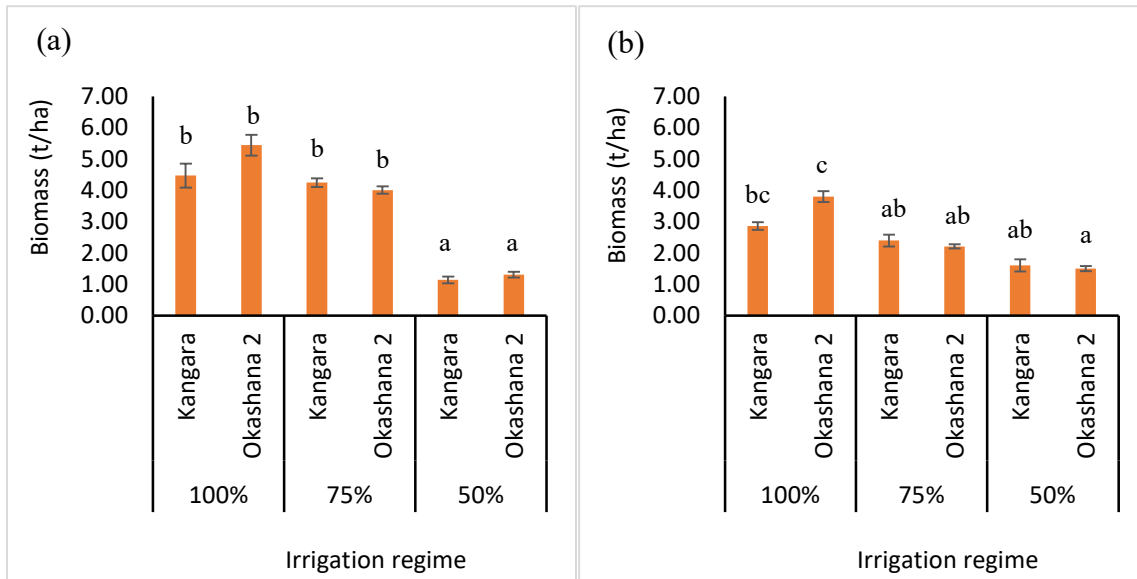 (a)
Biomass (t/ha)
7.00
6.00
5.00
4.00
3.00
2.00
1.00
0.00
b
b
b
b
a
a
Kangara
Okashana 2
Kangara
Okashana 2
Kangara
Okashana 2
100%
75%
50%
Irrigation regime
(b)
Biomass (t/ha)
7.00
6.00
5.00
4.00
3.00
2.00
1.00
0.00
bc
c
ab
ab
ab
a
Kangara
Okashana 2
Kangara
Okashana 2
Kangara
Okashana 2
100%
75%
50%
Irrigation regime